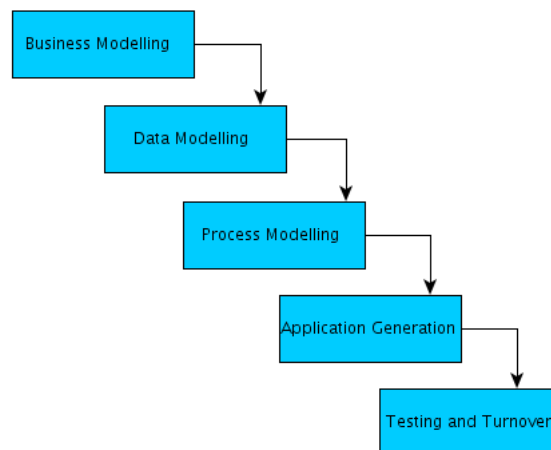 Business Modelling
Data Modelling
Process Modelling
Application Generation
Testing and Turnover